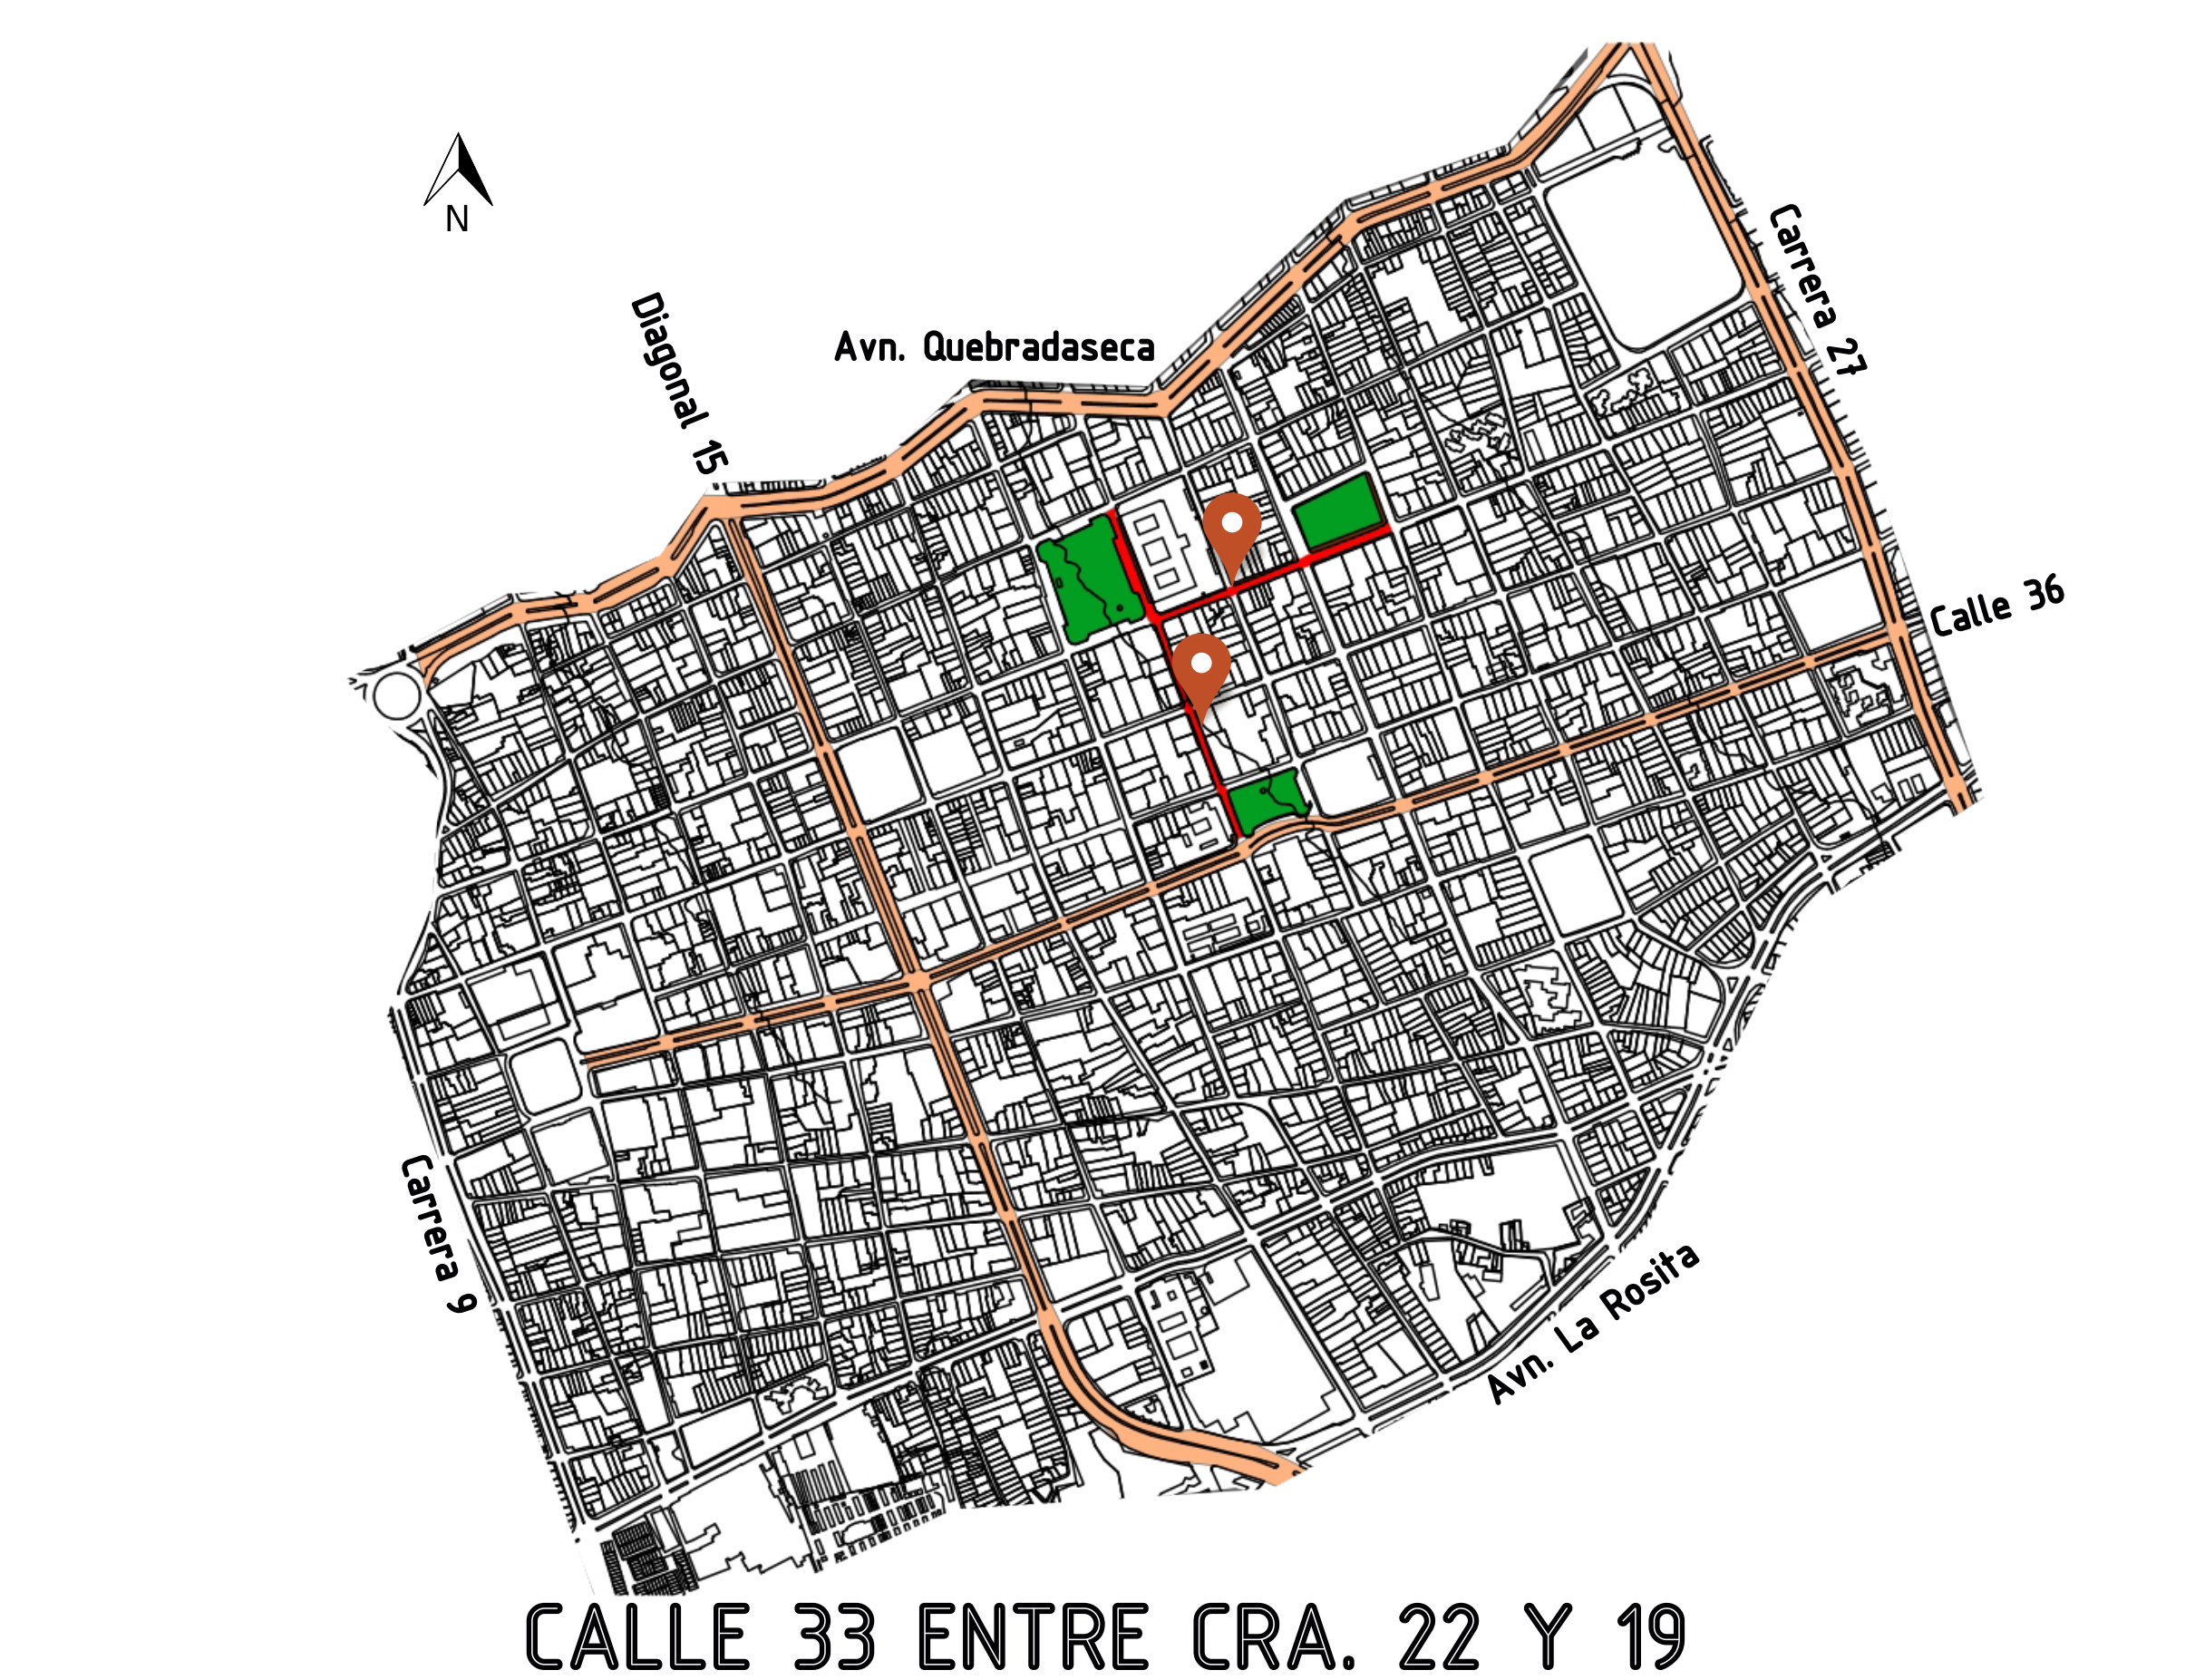 N
Carrera 27
Diagonal 15
Avn. Quebradaseca
Calle 36
Carrera 9
Avn. La Rosita
CALLE 33 ENTRE CRA. 22 Y 19